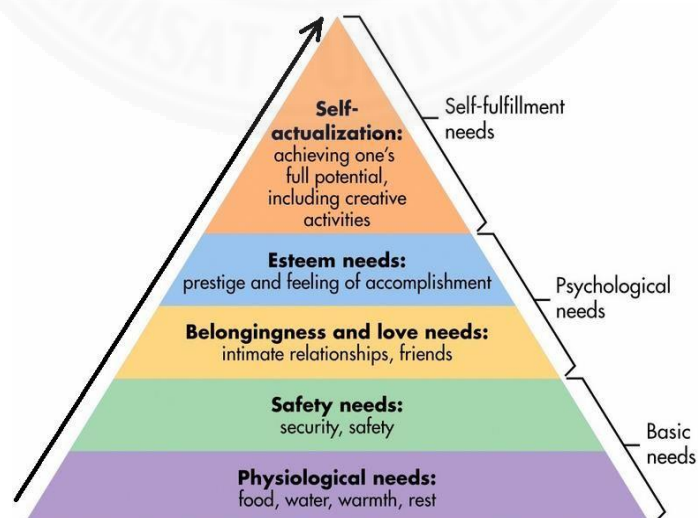 Self-
actualization:
achieving one's
full potential,
including creative
activities
Self-fulfillment
needs
Esteem needs:
prestige and feeling of accomplishment
Psychological
needs
Belongingness and love needs:
intimate relationships, friends
Safety needs:
security, safety
Basic
needs
Physiological needs:
food, water, warmth, rest